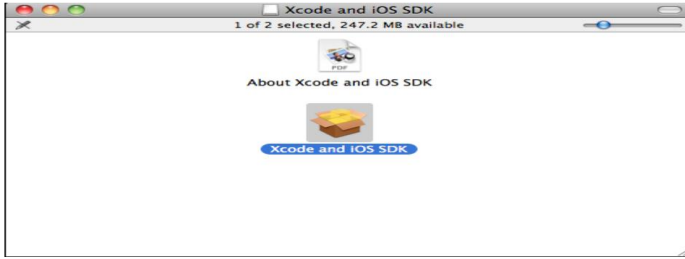 Xcode and iOS SDK
1 of 2 selected, 247.2 MB available
PDF
About Xcode and iOS SDK
Xcode and iOS SDK